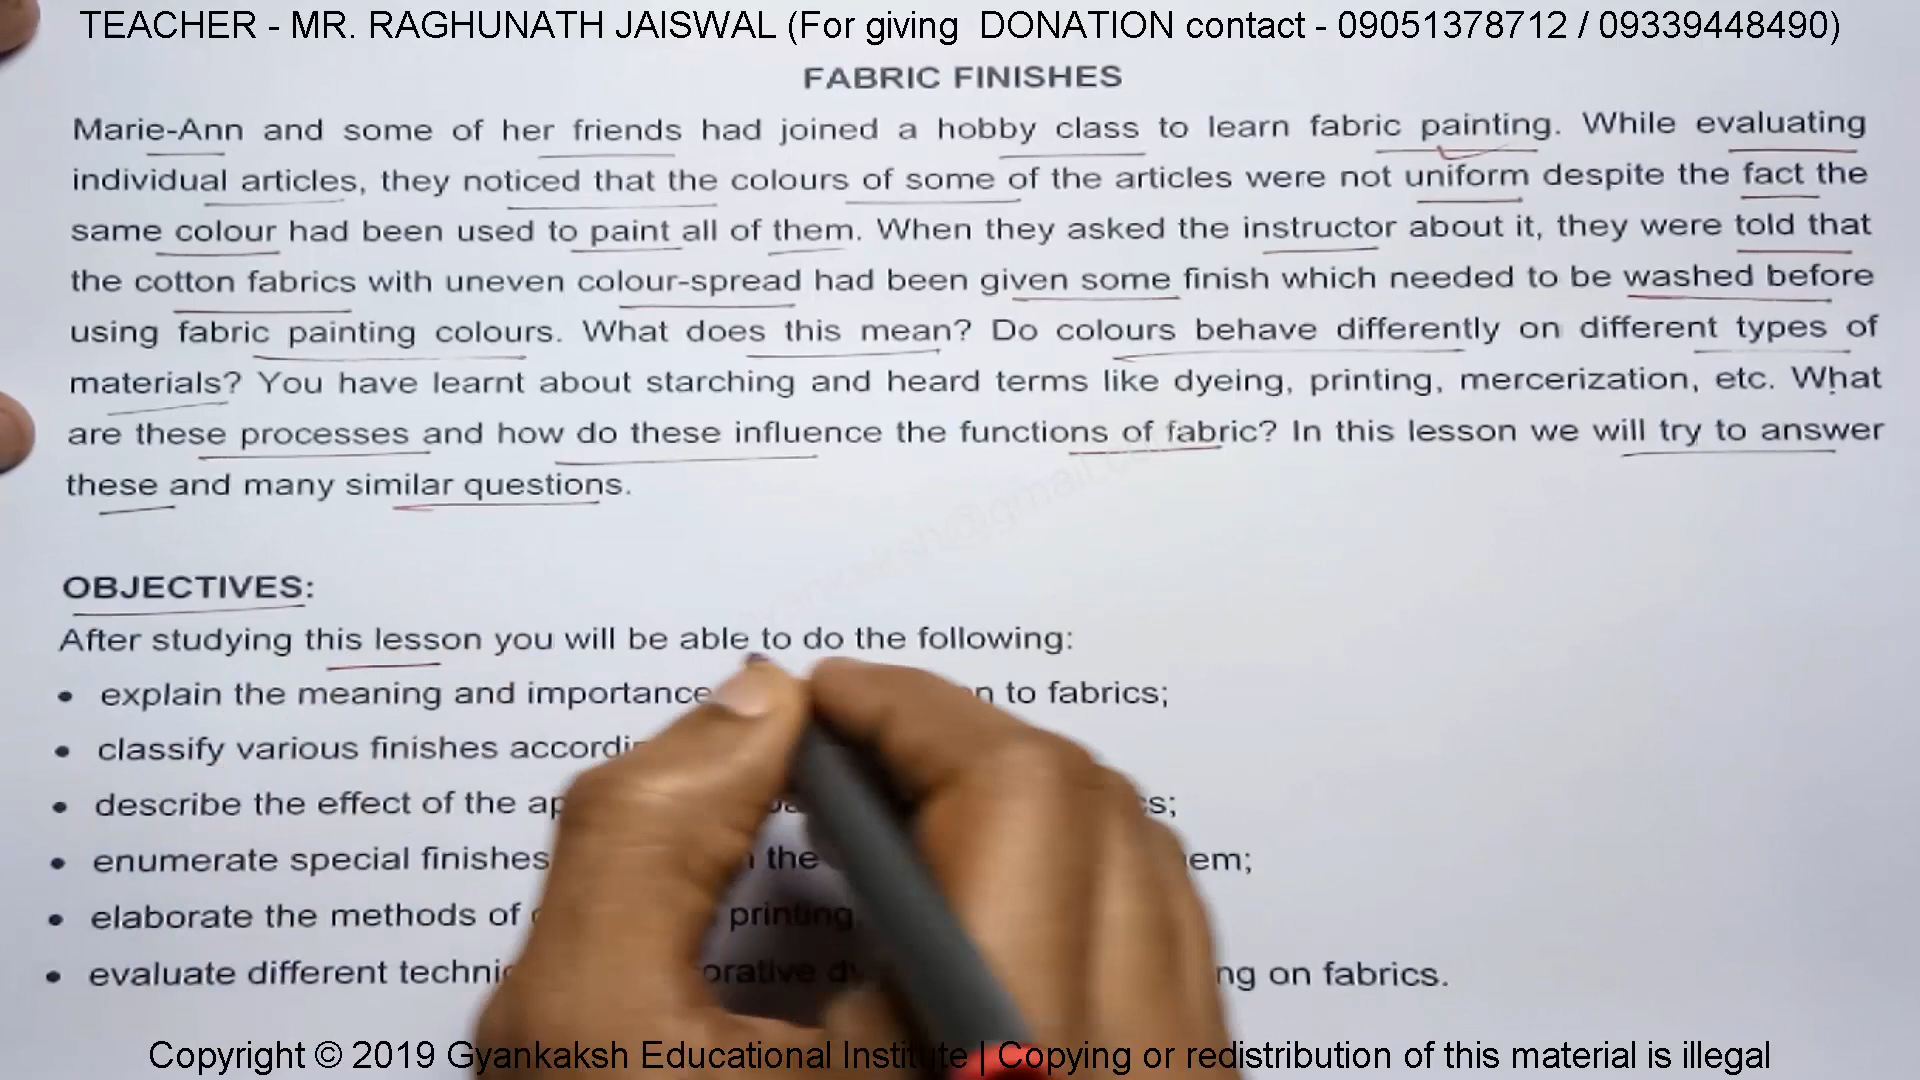 TEACHER - MR. RAGHUNATH JAISWAL (For giving DONATION contact - 09051378712 / 09339448490)
FABRIC FINISHES
Marie-Ann and some of her friends had joined a hobby class to learn fabric painting. While evaluating
individual articles, they noticed that the colours of some of the articles were not uniform despite the fact the
same colour had been used to paint all of them. When they asked the instructor about it, they were told that
the cotton fabrics with uneven colour-spread had been given some finish which needed to be washed before
using fabric painting colours. What does this mean? Do colours behave differently on different types of
materials? You have learnt about starching and heard terms like dyeing, printing, mercerization, etc. What
are these processes and how do these influence the functions of fabric? In this lesson we will try to answer
these and many similar questions.
OBJECTIVES:
After studying this lesson you will be able to do the following:
• explain the meaning and importance to fabrics;
• classify various finishes
• describe the effect of the
• enumerate special finishes the
• elaborate the methods of printing,
• evaluate different on fabrics.
Copyright © 2019 Gyankaksh Educational Institute | Copying or redistribution of this material is illegal